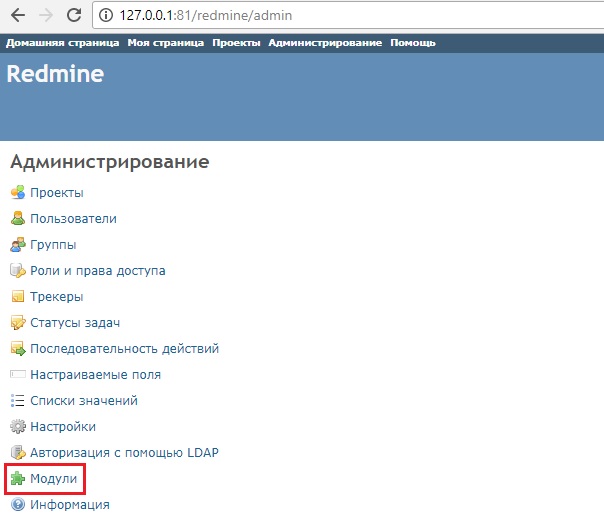 127.0.0.1:81/redmine/admin
Домашняя страница Моя страница Проекты Администрирование Помощь
Redmine
Администрирование
Проекты
Пользователи
Группы
Роли и права доступа
Трекеры
Статусы задач
Последовательность действий
Настраиваемые поля
Списки значений
Настройки
Авторизация с помощью LDAP
Модули
Информация